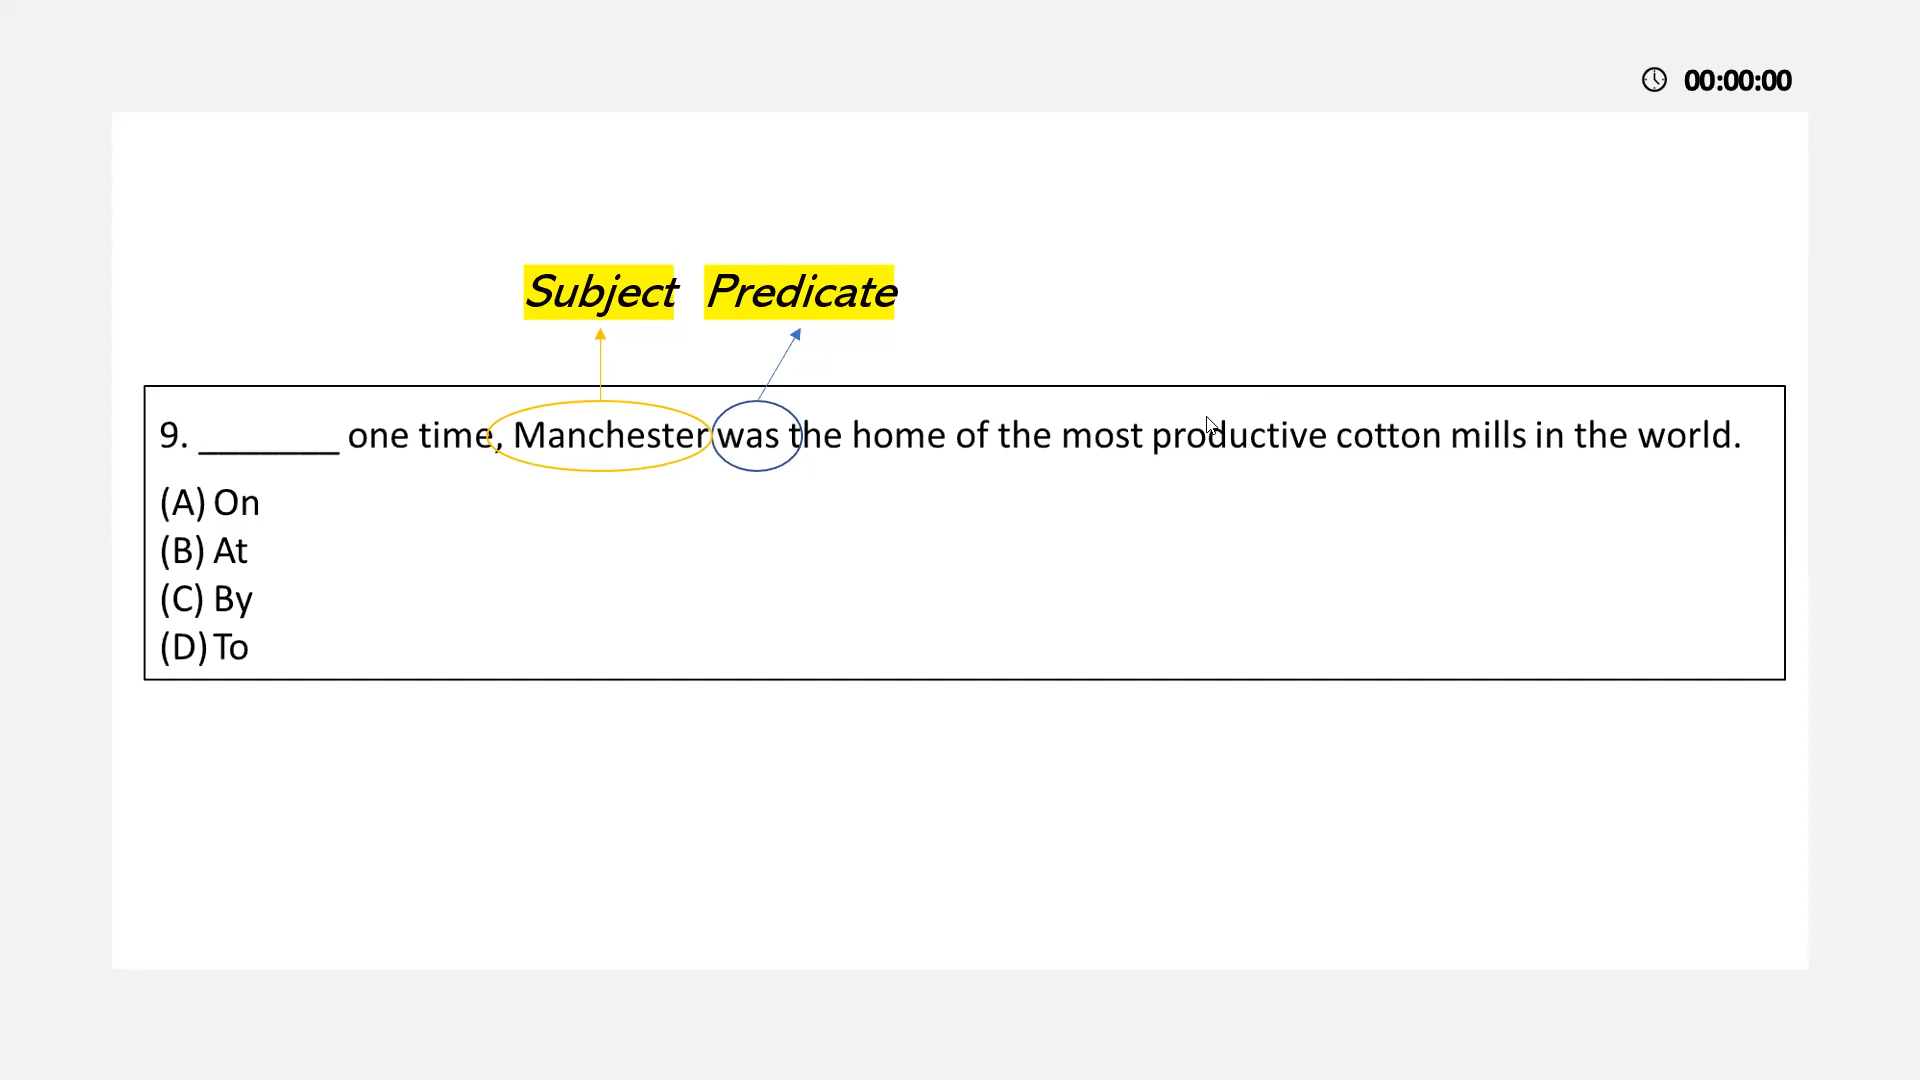 00:00:00
Subject Predicate
9. _______ one time, Manchester was the home of the most productive cotton mills in the world.
(A) On
(B) At
(C) By
(D) To